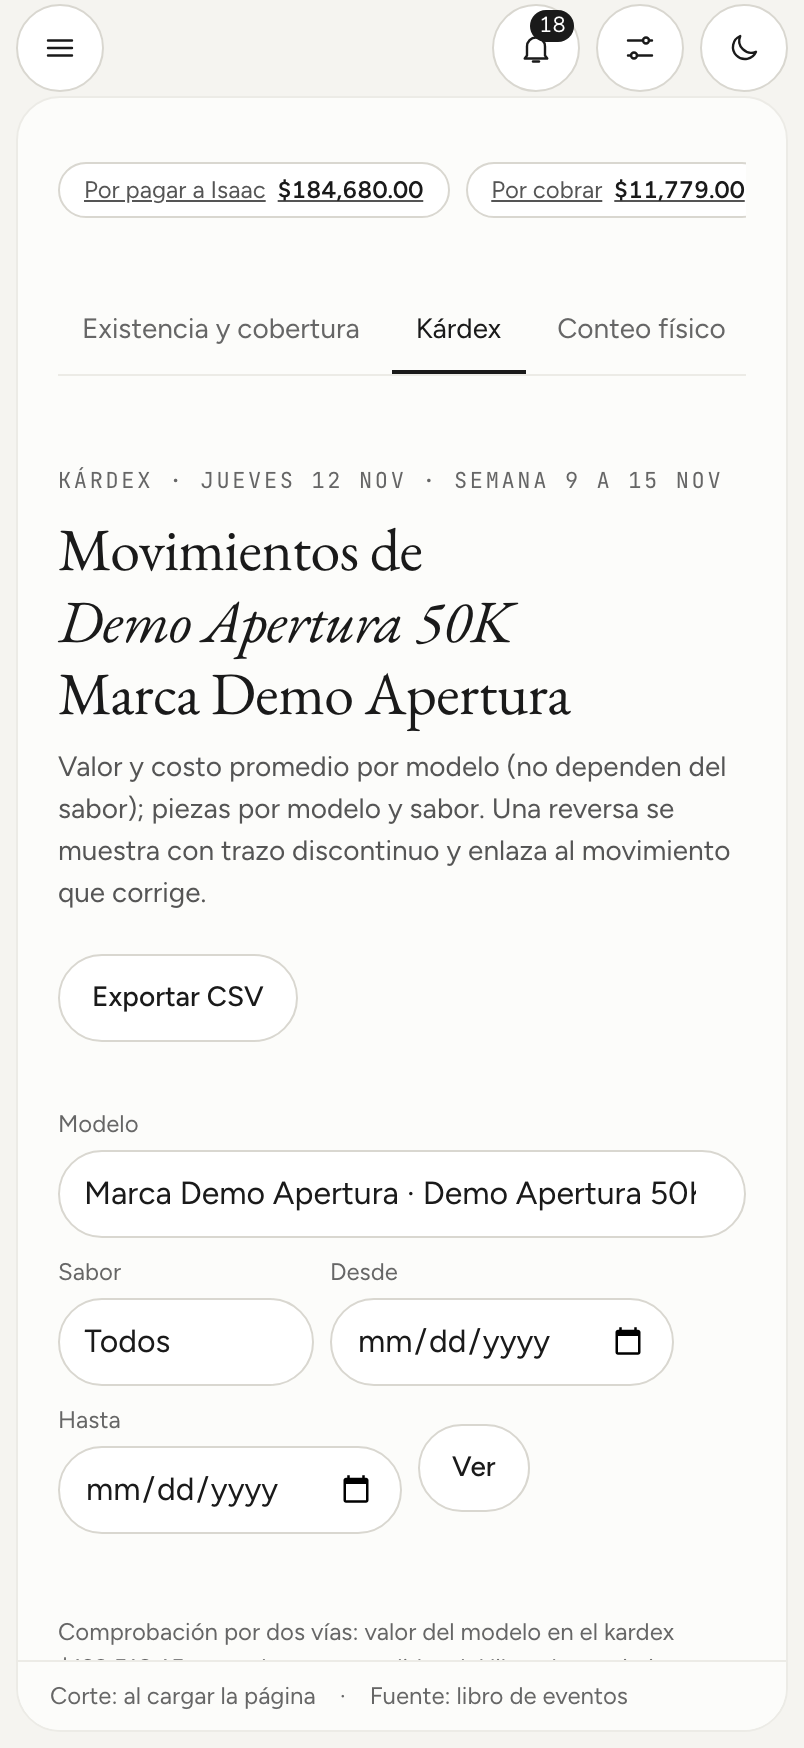 18
Por pagar a Isaac $184,680.00 Por cobrar $11,779.00
Existencia y cobertura Kárdex Conteo físico
KÁRDEX · JUEVES 12 NOV · SEMANA 9 A 15 NOV
Movimientos de
Demo Apertura 50K
Marca Demo Apertura
Valor y costo promedio por modelo (no dependen del
sabor); piezas por modelo y sabor. Una reversa se
muestra con trazo discontinuo y enlaza al movimiento
que corrige.
Exportar CSV
Modelo
Marca Demo Apertura · Demo Apertura 50K
Sabor Desde
Todos mm/dd/yyyy
Hasta
mm/dd/yyyy Ver
Comprobación por dos vías: valor del modelo en el kardex
Corte: al cargar la página · Fuente: libro de eventos